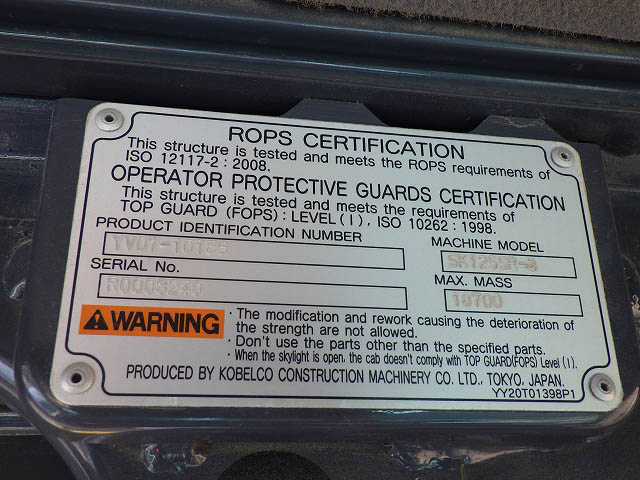 ROPS CERTIFICATION
This structure is tested and meets the ROPS requirements of
ISO 12117-2 : 2008.
OPERATOR PROTECTIVE GUARDS CERTIFICATION
This structure is tested and meets the requirements of
TOP GUARD (FOPS) : LEVEL ( I ) , ISO 10262 : 1998.
PRODUCT IDENTIFICATION NUMBER
MACHINE MODEL
SERIAL No.
R0008240
MAX. MASS
18700
WARNING
· The modification and rework causing the deterioration of
the strength are not allowed.
· Don't use the parts other than the specified parts.
· When the skylight is open, the cab doesn't comply with TOP GUARD(FOPS) Level ( I ).
PRODUCED BY KOBELCO CONSTRUCTION MACHINERY CO. LTD., TOKYO, JAPAN.
YY20T01398P1